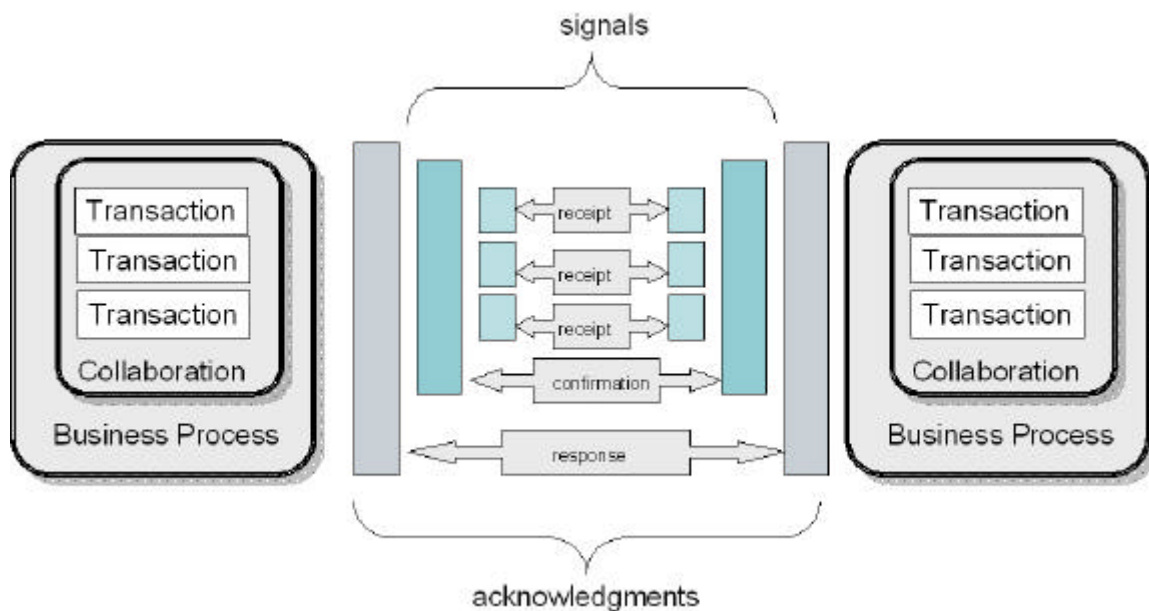 signals
Transaction
Transaction
Transaction
Collaboration
Business Process
receipt
receipt
receipt
confirmation
response
Transaction
Transaction
Transaction
Collaboration
Business Process
acknowledgments